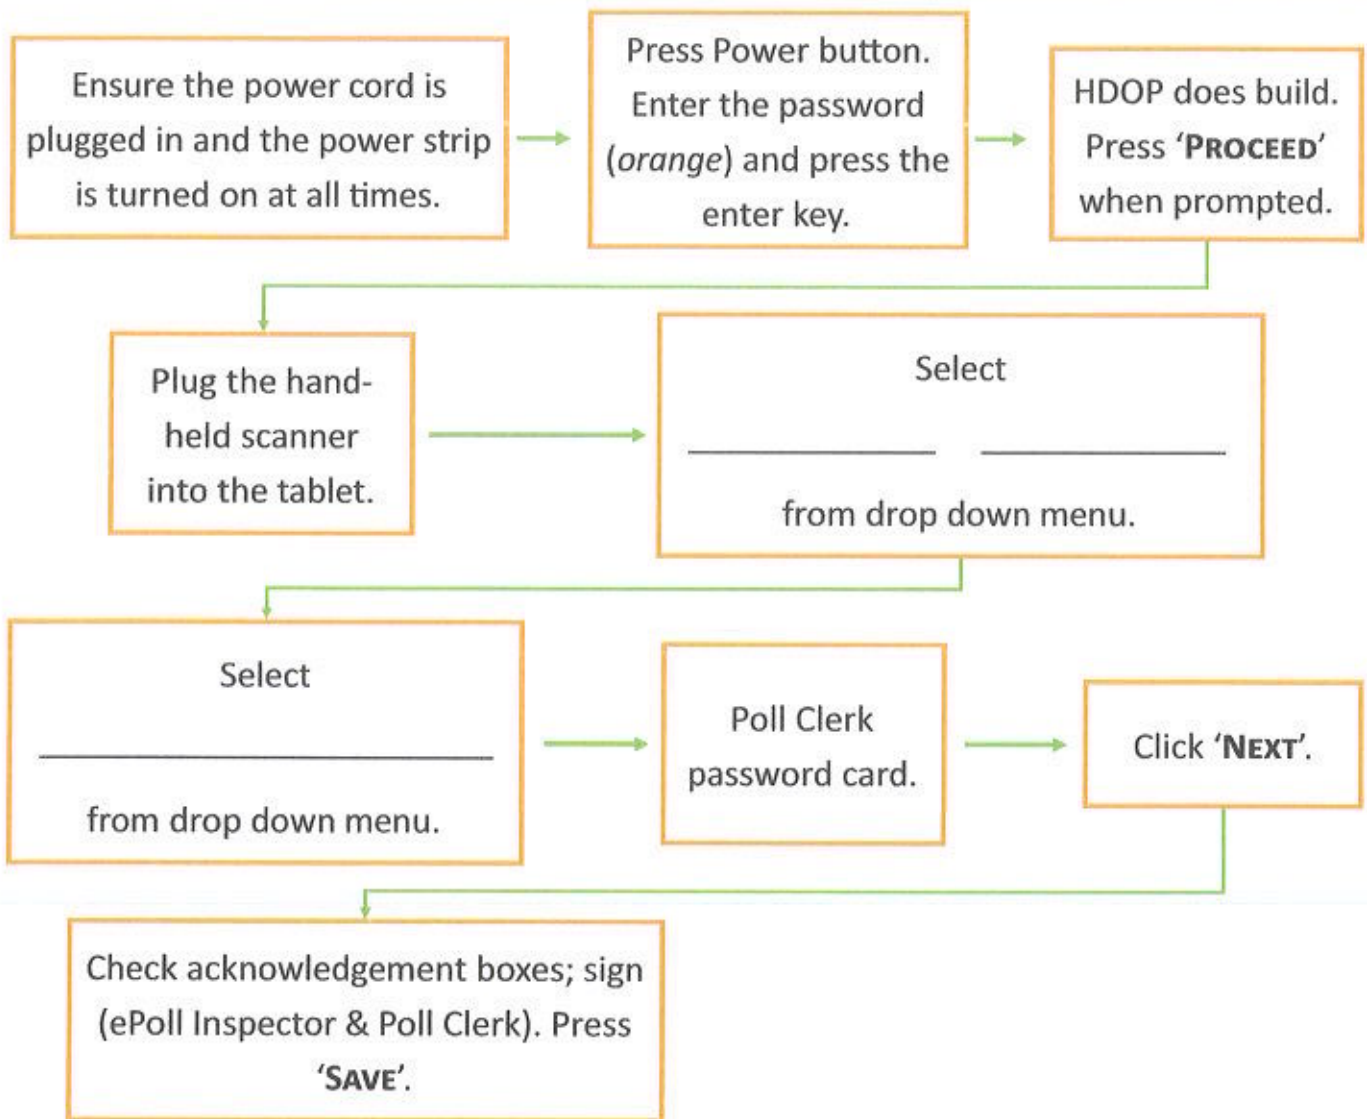 Ensure the power cord is
plugged in and the power strip
is turned on at all times.
Press Power button.
Enter the password
(orange) and press the
enter key.
HDOP does build.
Press ‘PROCEED’
when prompted.
Plug the hand-
held scanner
into the tablet.
Select
from drop down menu.
Select
from drop down menu.
Poll Clerk
password card.
Click ‘NEXT’.
Check acknowledgement boxes; sign
(ePoll Inspector & Poll Clerk). Press
‘SAVE’.